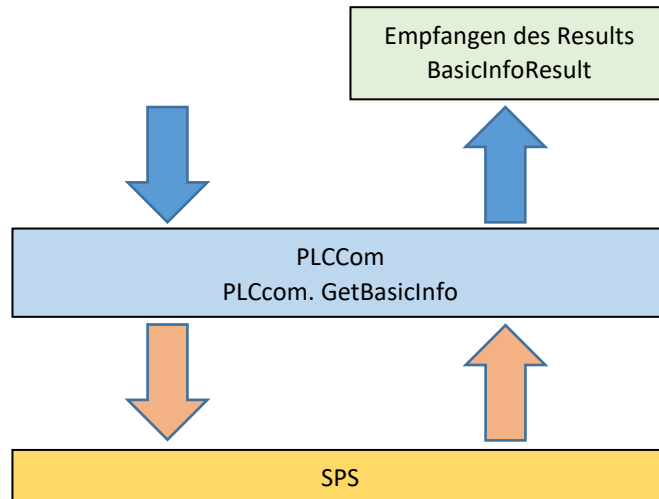 Empfangen des Results
BasicInfoResult
PLCCom
PLCcom. GetBasicInfo
SPS